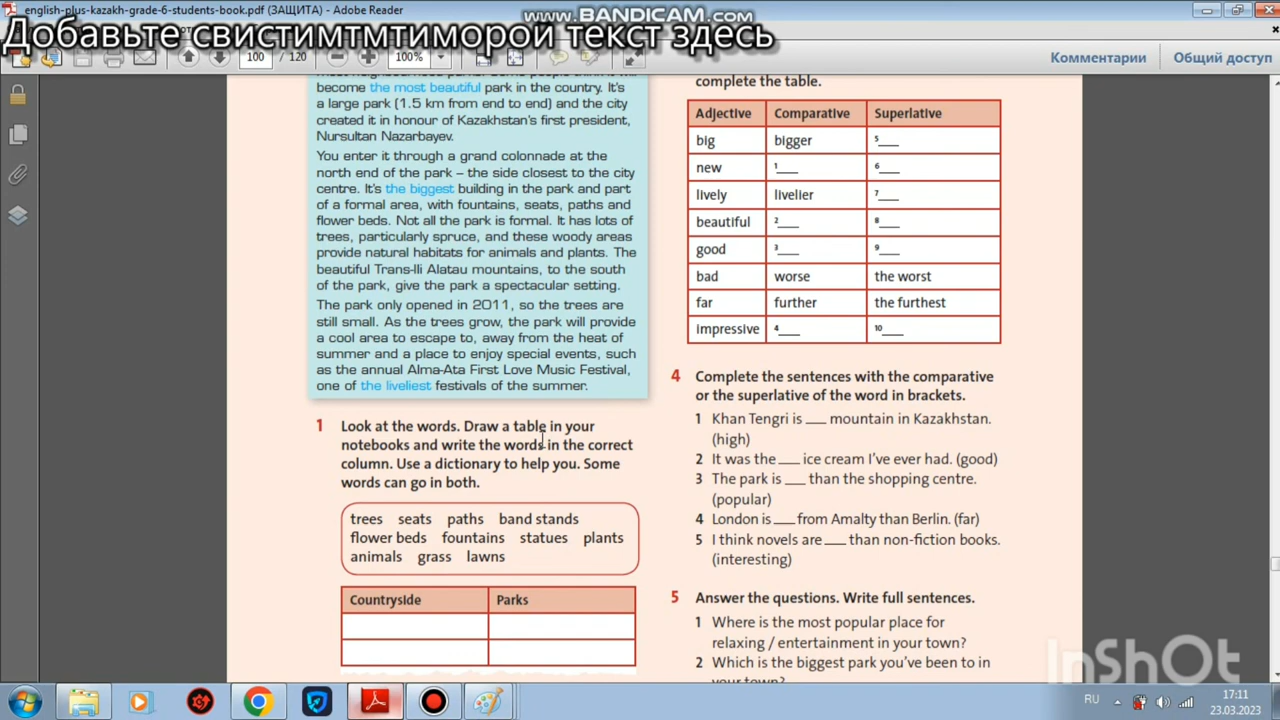 english-plus-kazakh-grade-6-students-book.pdf (ЗАЩИТА) - Adobe Reader
www.BANDICAM.com
Добавьте свистимтмтиморои текст здесь
100 / 120
100%
Комментарии
Общий доступ
become the most beautiful park in the country. It's
a large park (1.5 km from end to end) and the city
created it in honour of Kazakhstan's first president,
Nursultan Nazarbayev.
You enter it through a grand colonnade at the
north end of the park – the side closest to the city
centre. It's the biggest building in the park and part
of a formal area, with fountains, seats, paths and
flower beds. Not all the park is formal. It has lots of
trees, particularly spruce, and these woody areas
provide natural habitats for animals and plants. The
beautiful Trans-Ili Alatau mountains, to the south
of the park, give the park a spectacular setting.
The park only opened in 2011, so the trees are
still small. As the trees grow, the park will provide
a cool area to escape to, away from the heat of
summer and a place to enjoy special events, such
as the annual Alma-Ata First Love Music Festival,
one of the liveliest festivals of the summer.
1 Look at the words. Draw a table in your
notebooks and write the words in the correct
column. Use a dictionary to help you. Some
words can go in both.
trees seats paths band stands
flower beds fountains statues plants
animals grass lawns
Countryside Parks
complete the table.
Adjective Comparative Superlative
big bigger 5___
new 1___ 6___
lively livelier 7___
beautiful 2___ 8___
good 3___ 9___
bad worse the worst
far further the furthest
impressive 4___ 10___
4 Complete the sentences with the comparative
or the superlative of the word in brackets.
1 Khan Tengri is ___ mountain in Kazakhstan.
(high)
2 It was the ___ ice cream I've ever had. (good)
3 The park is ___ than the shopping centre.
(popular)
4 London is ___ from Amalty than Berlin. (far)
5 I think novels are ___ than non-fiction books.
(interesting)
5 Answer the questions. Write full sentences.
1 Where is the most popular place for
relaxing / entertainment in your town?
2 Which is the biggest park you've been to in
your town?
InShOt
RU
17:11
23.03.2023